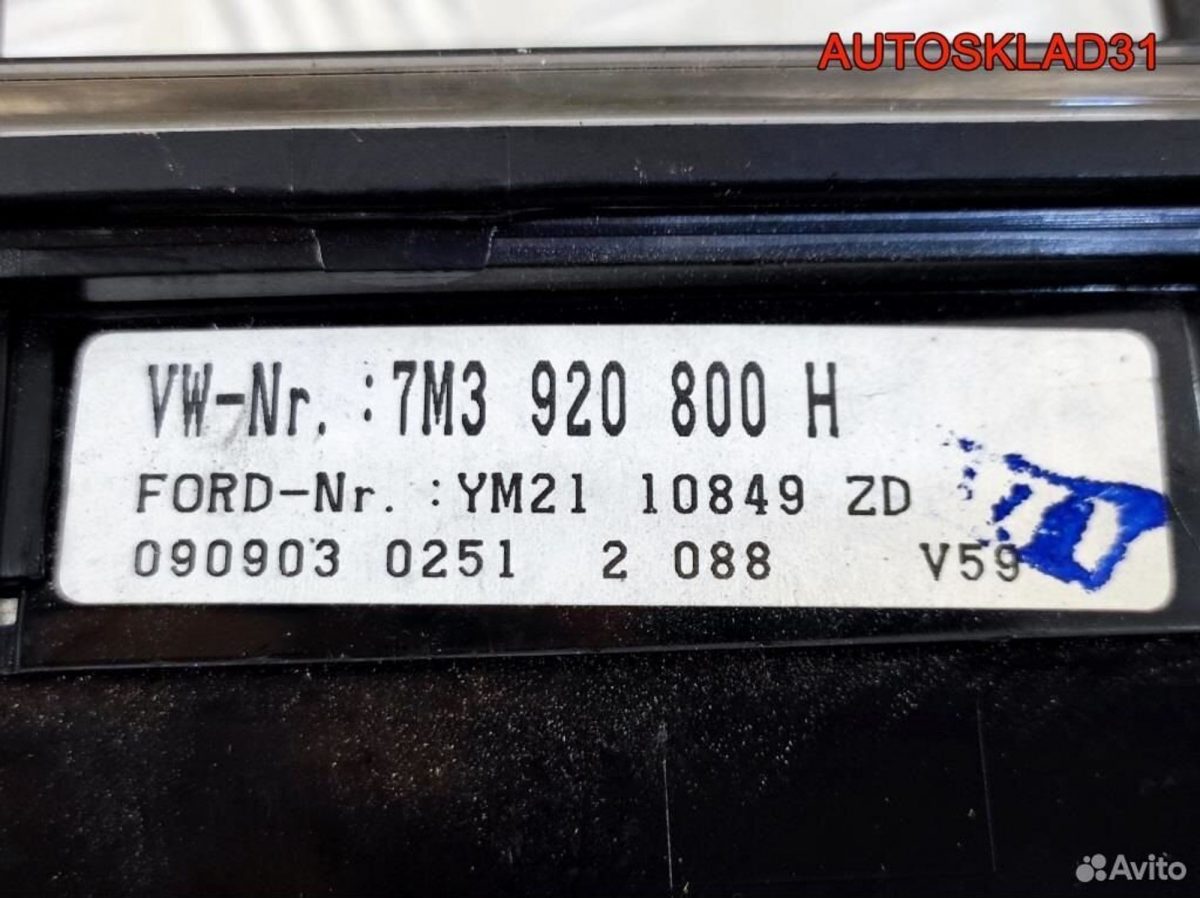 AUTOSKLAD31
VW-Nr. :7M3 920 800 H
FORD-Nr. :YM21 10849 ZD
090903 0251 2 088 V59
Avito